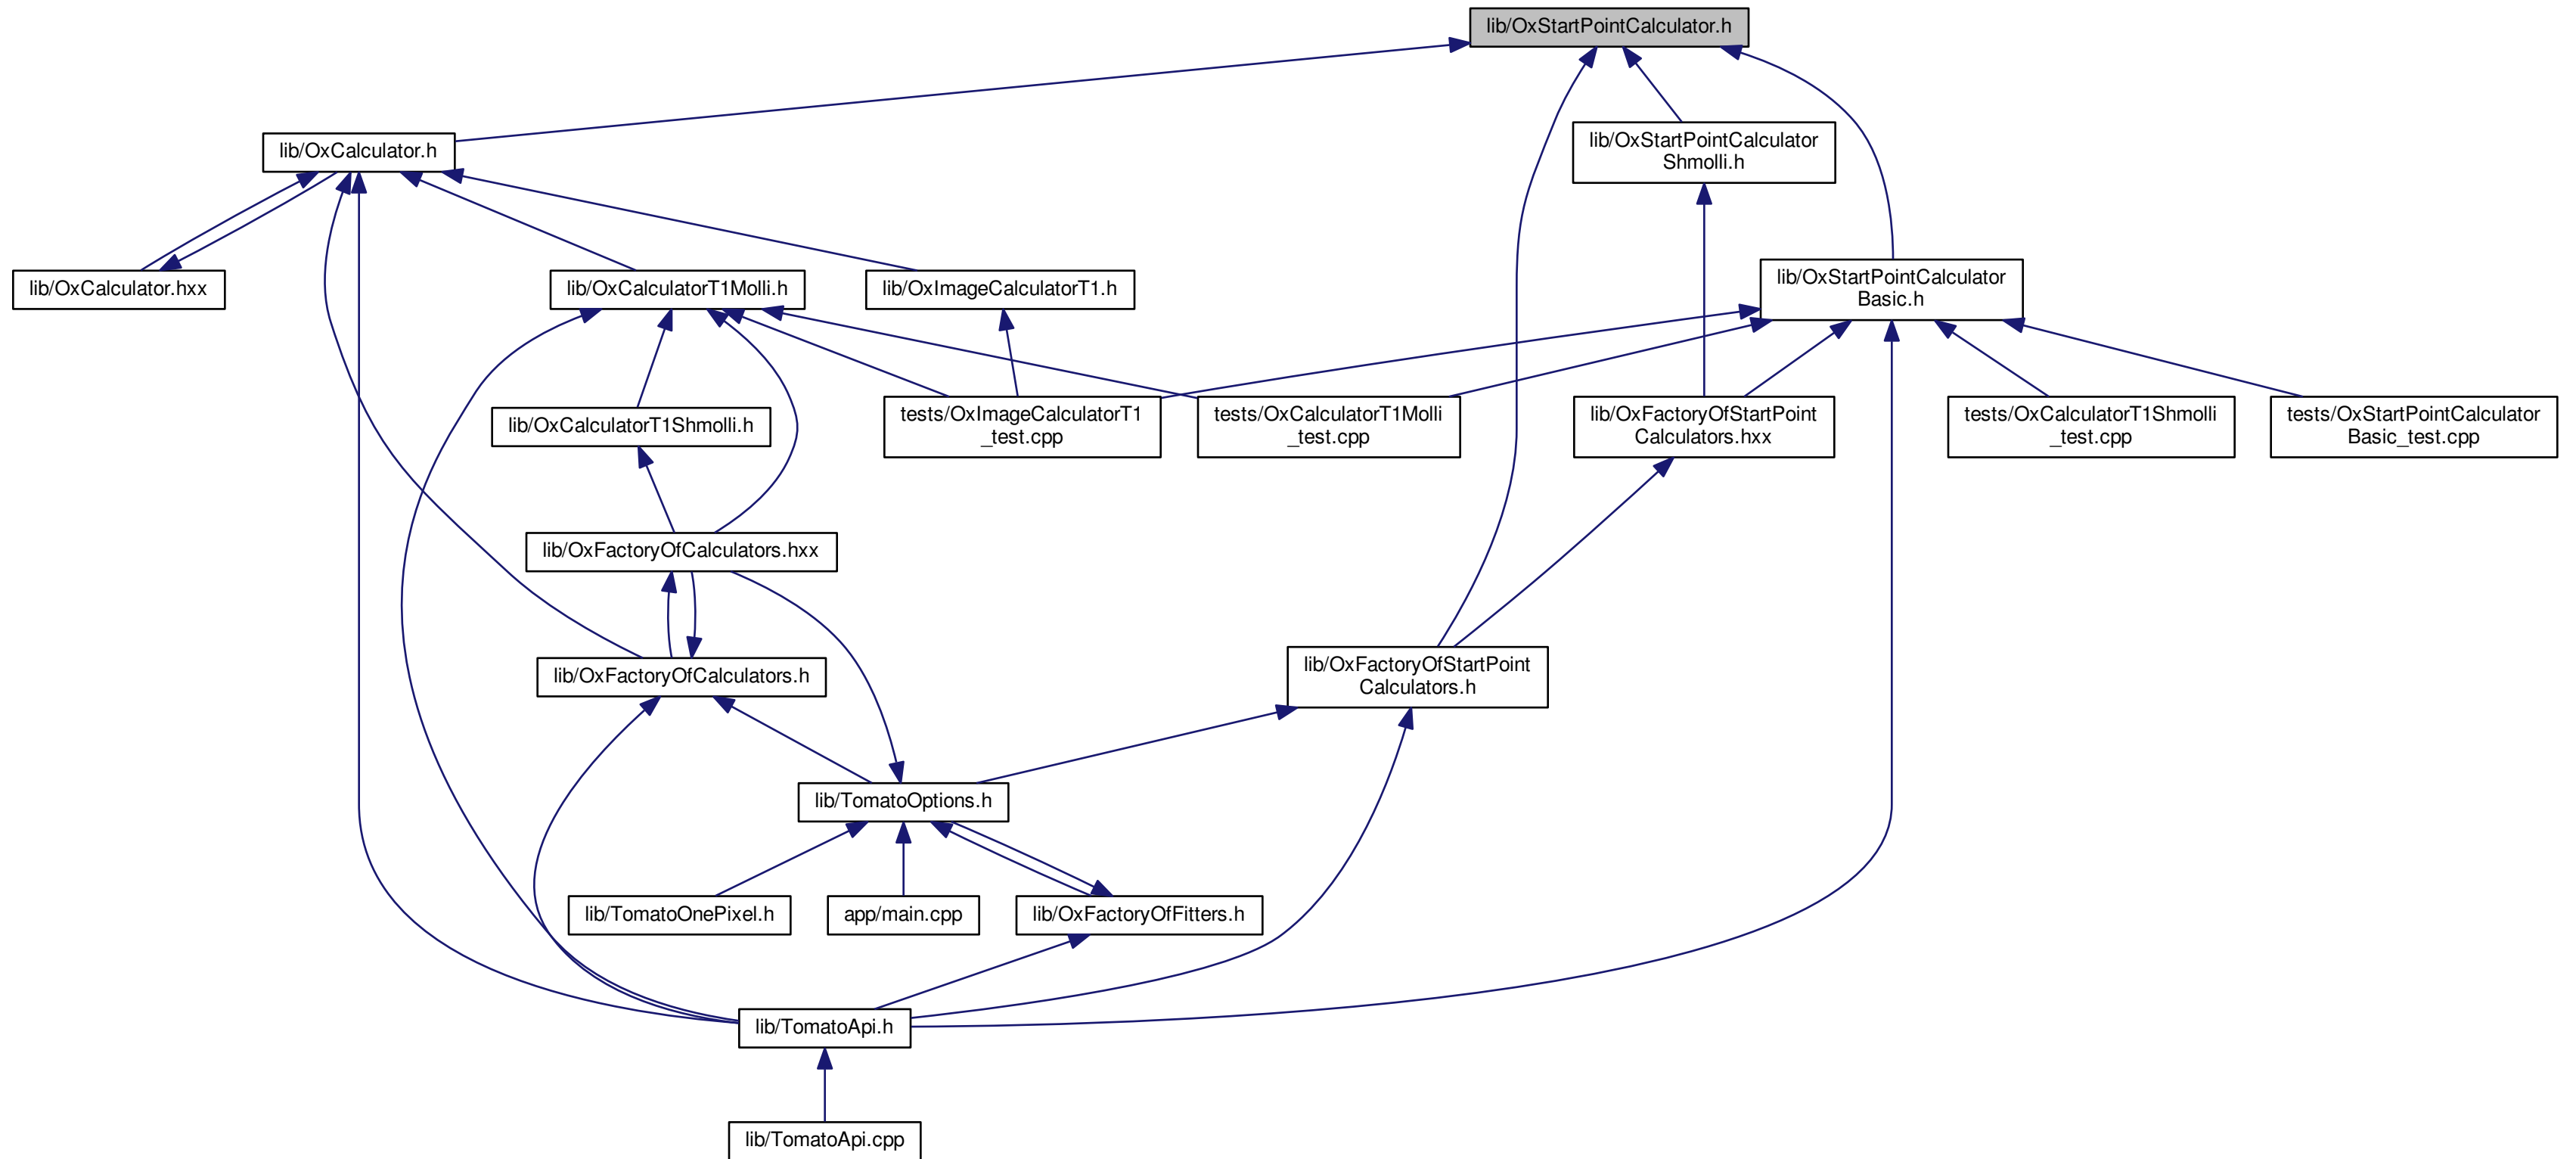 lib/OxStartPointCalculator.h
lib/OxCalculator.h
lib/OxStartPointCalculator
Shmolli.h
lib/OxCalculator.hxx
lib/OxCalculatorT1Molli.h
lib/OxImageCalculatorT1.h
lib/OxStartPointCalculator
Basic.h
lib/OxCalculatorT1Shmolli.h
tests/OxImageCalculatorT1
_test.cpp
tests/OxCalculatorT1Molli
_test.cpp
lib/OxFactoryOfStartPoint
Calculators.hxx
tests/OxCalculatorT1Shmolli
_test.cpp
tests/OxStartPointCalculator
Basic_test.cpp
lib/OxFactoryOfCalculators.hxx
lib/OxFactoryOfCalculators.h
lib/OxFactoryOfStartPoint
Calculators.h
lib/TomatoOptions.h
lib/TomatoOnePixel.h
app/main.cpp
lib/OxFactoryOfFitters.h
lib/TomatoApi.h
lib/TomatoApi.cpp